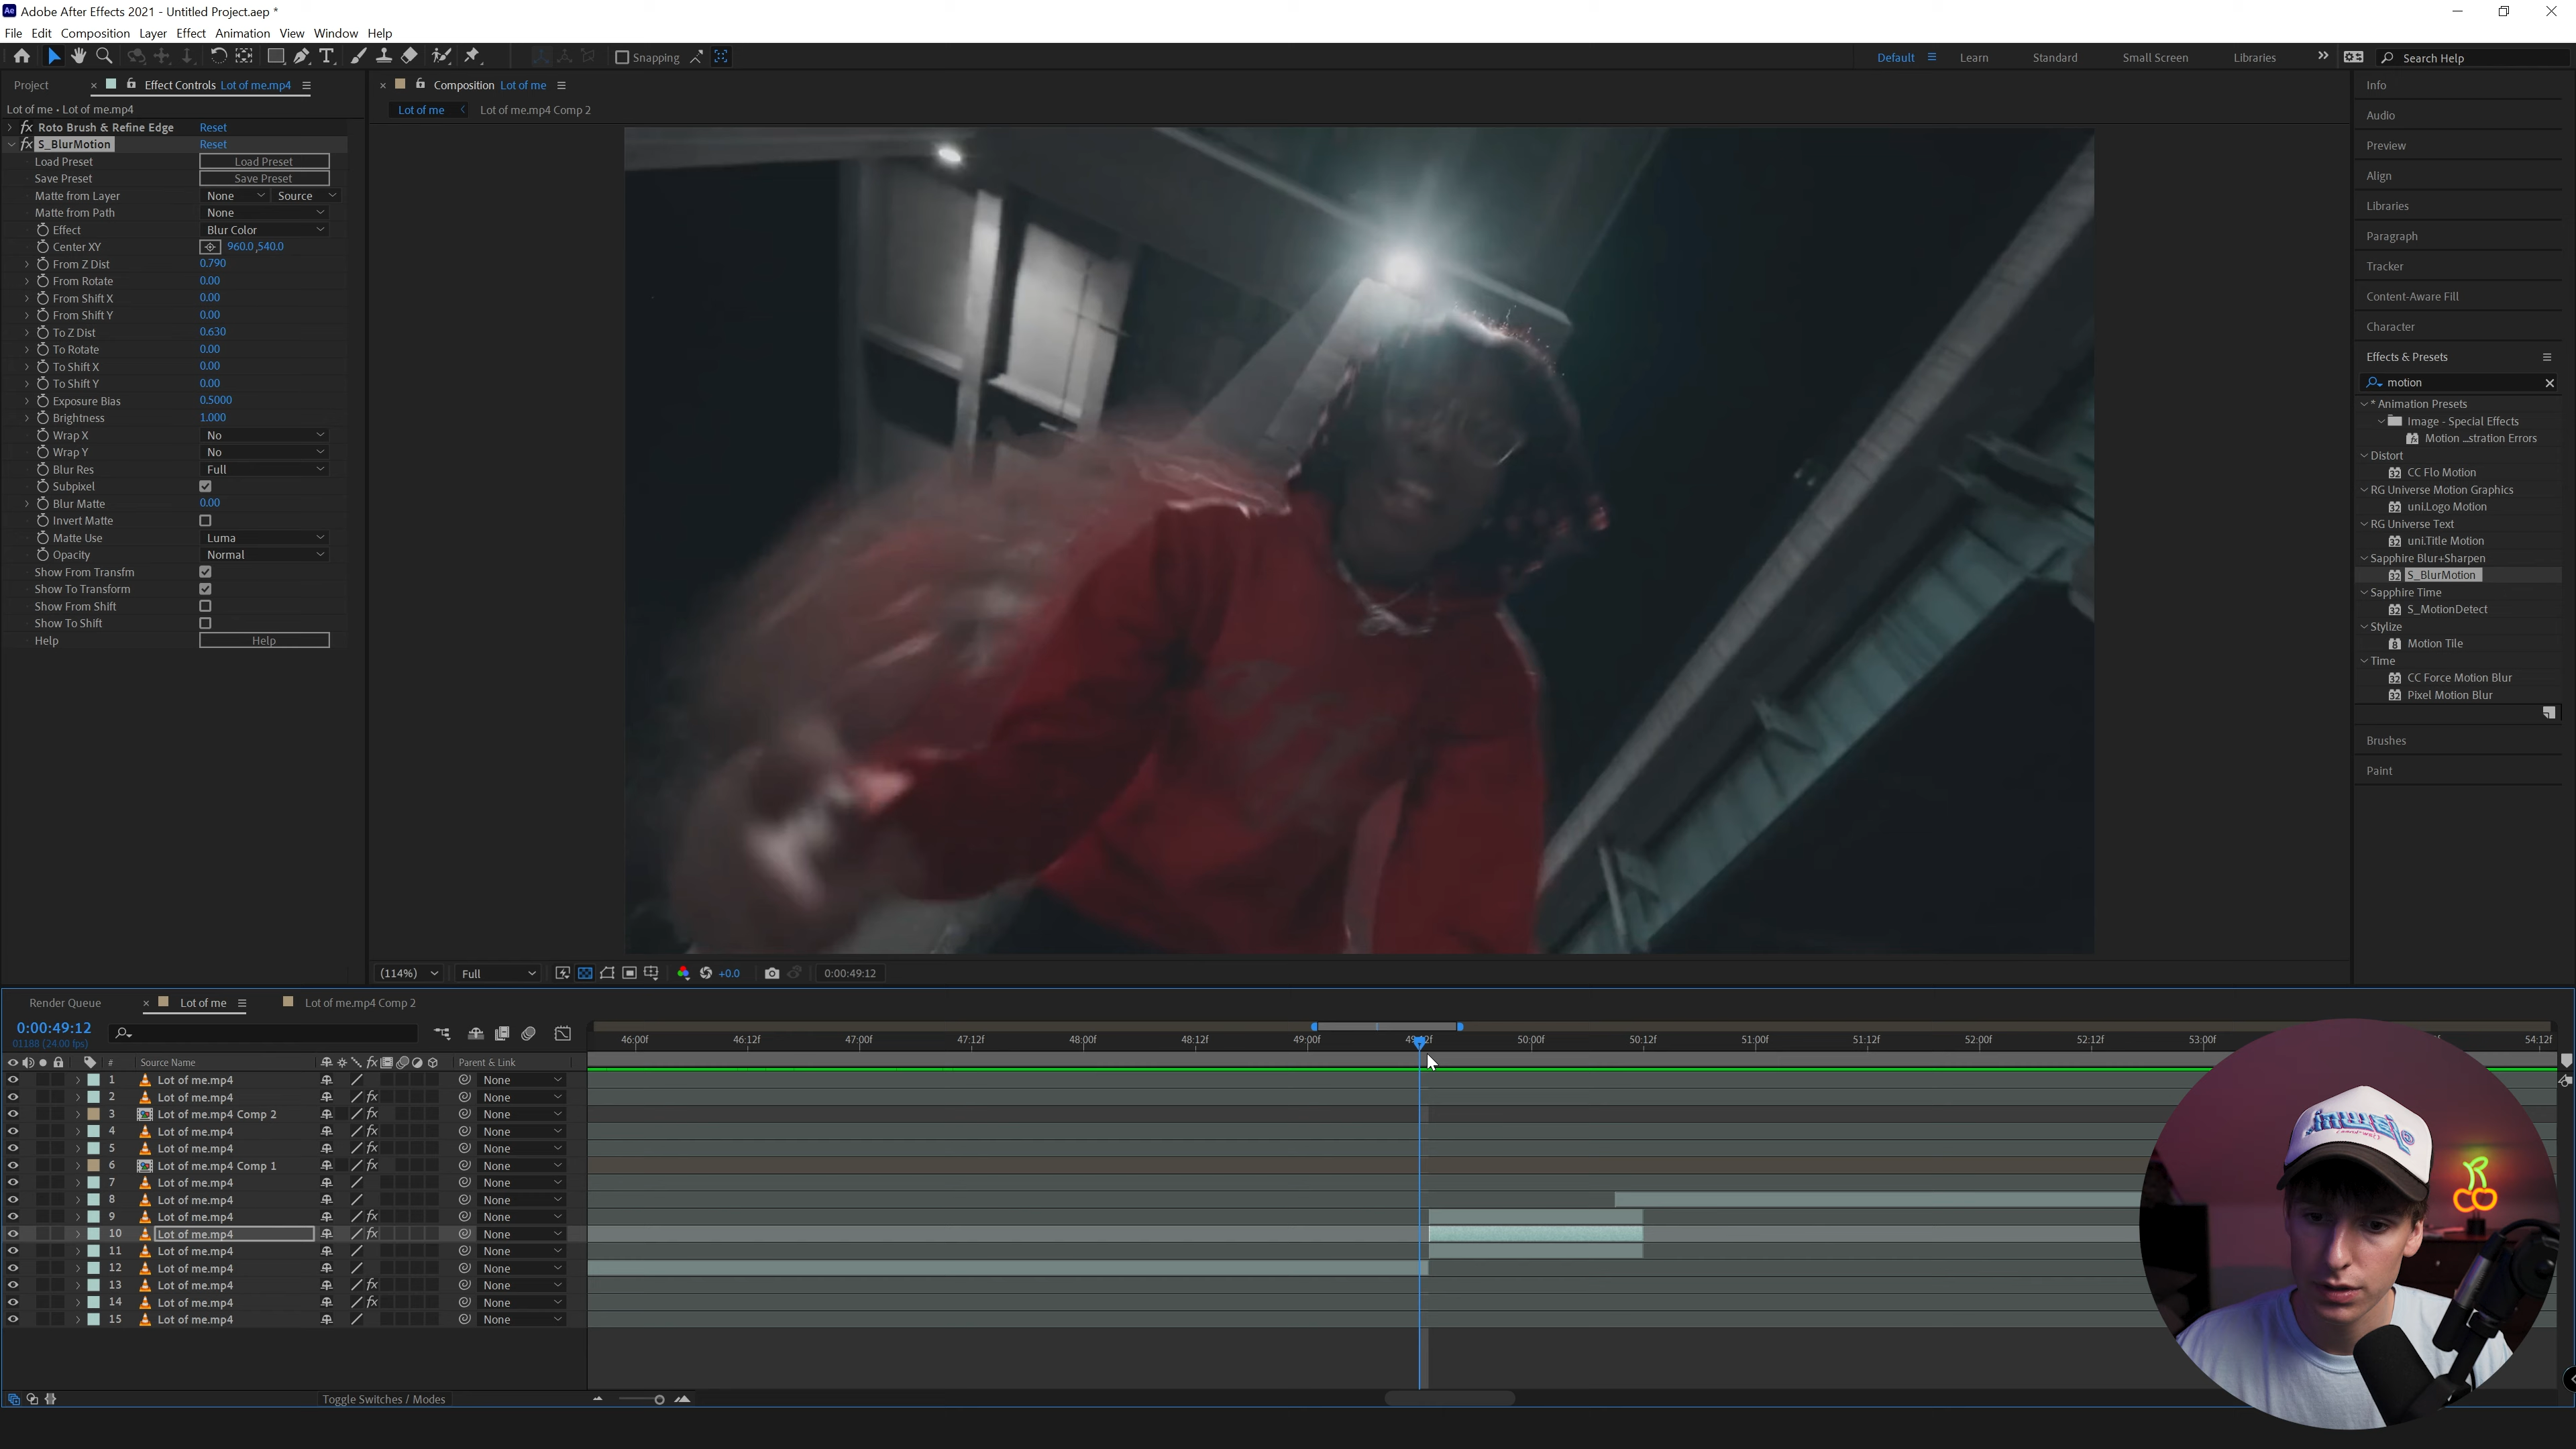 Adobe After Effects 2021 - Untitled Project.aep *
File Edit Composition Layer Effect Animation View Window Help
Snapping
Default Learn Standard Small Screen Libraries Search Help
Project Effect Controls Lot of me.mp4
Composition Lot of me
Lot of me • Lot of me.mp4
Lot of me Lot of me.mp4 Comp 2
fx Roto Brush & Refine Edge Reset
fx S_BlurMotion Reset
Load Preset Load Preset
Save Preset Save Preset
Matte from Layer None Source
Matte from Path None
Effect Blur Color
Center XY 960.0,540.0
From Z Dist 0.790
From Rotate 0.00
From Shift X 0.00
From Shift Y 0.00
To Z Dist 0.630
To Rotate 0.00
To Shift X 0.00
To Shift Y 0.00
Exposure Bias 0.5000
Brightness 1.000
Wrap X No
Wrap Y No
Blur Res Full
Subpixel
Blur Matte 0.00
Invert Matte
Matte Use Luma
Opacity Normal
Show From Transfm
Show To Transform
Show From Shift
Show To Shift
Help Help
Info
Audio
Preview
Align
Libraries
Paragraph
Tracker
Content-Aware Fill
Character
Effects & Presets
motion
* Animation Presets
Image - Special Effects
Motion ...stration Errors
Distort
CC Flo Motion
RG Universe Motion Graphics
uni.Logo Motion
RG Universe Text
uni.Title Motion
Sapphire Blur+Sharpen
S_BlurMotion
Sapphire Time
S_MotionDetect
Stylize
Motion Tile
Time
CC Force Motion Blur
Pixel Motion Blur
Brushes
Paint
(114%) Full +0.0 0:00:49:12
Render Queue Lot of me Lot of me.mp4 Comp 2
0:00:49:12
01188 (24.00 fps)
46:00f 46:12f 47:00f 47:12f 48:00f 48:12f 49:00f 50:00f 50:12f 51:00f 51:12f 52:00f 52:12f 53:00f 54:12f
# Source Name fx Parent & Link
1 Lot of me.mp4 None
2 Lot of me.mp4 fx None
3 Lot of me.mp4 Comp 2 fx None
4 Lot of me.mp4 fx None
5 Lot of me.mp4 fx None
6 Lot of me.mp4 Comp 1 fx None
7 Lot of me.mp4 None
8 Lot of me.mp4 None
9 Lot of me.mp4 fx None
10 Lot of me.mp4 fx None
11 Lot of me.mp4 None
12 Lot of me.mp4 None
13 Lot of me.mp4 fx None
14 Lot of me.mp4 fx None
15 Lot of me.mp4 None
Toggle Switches / Modes